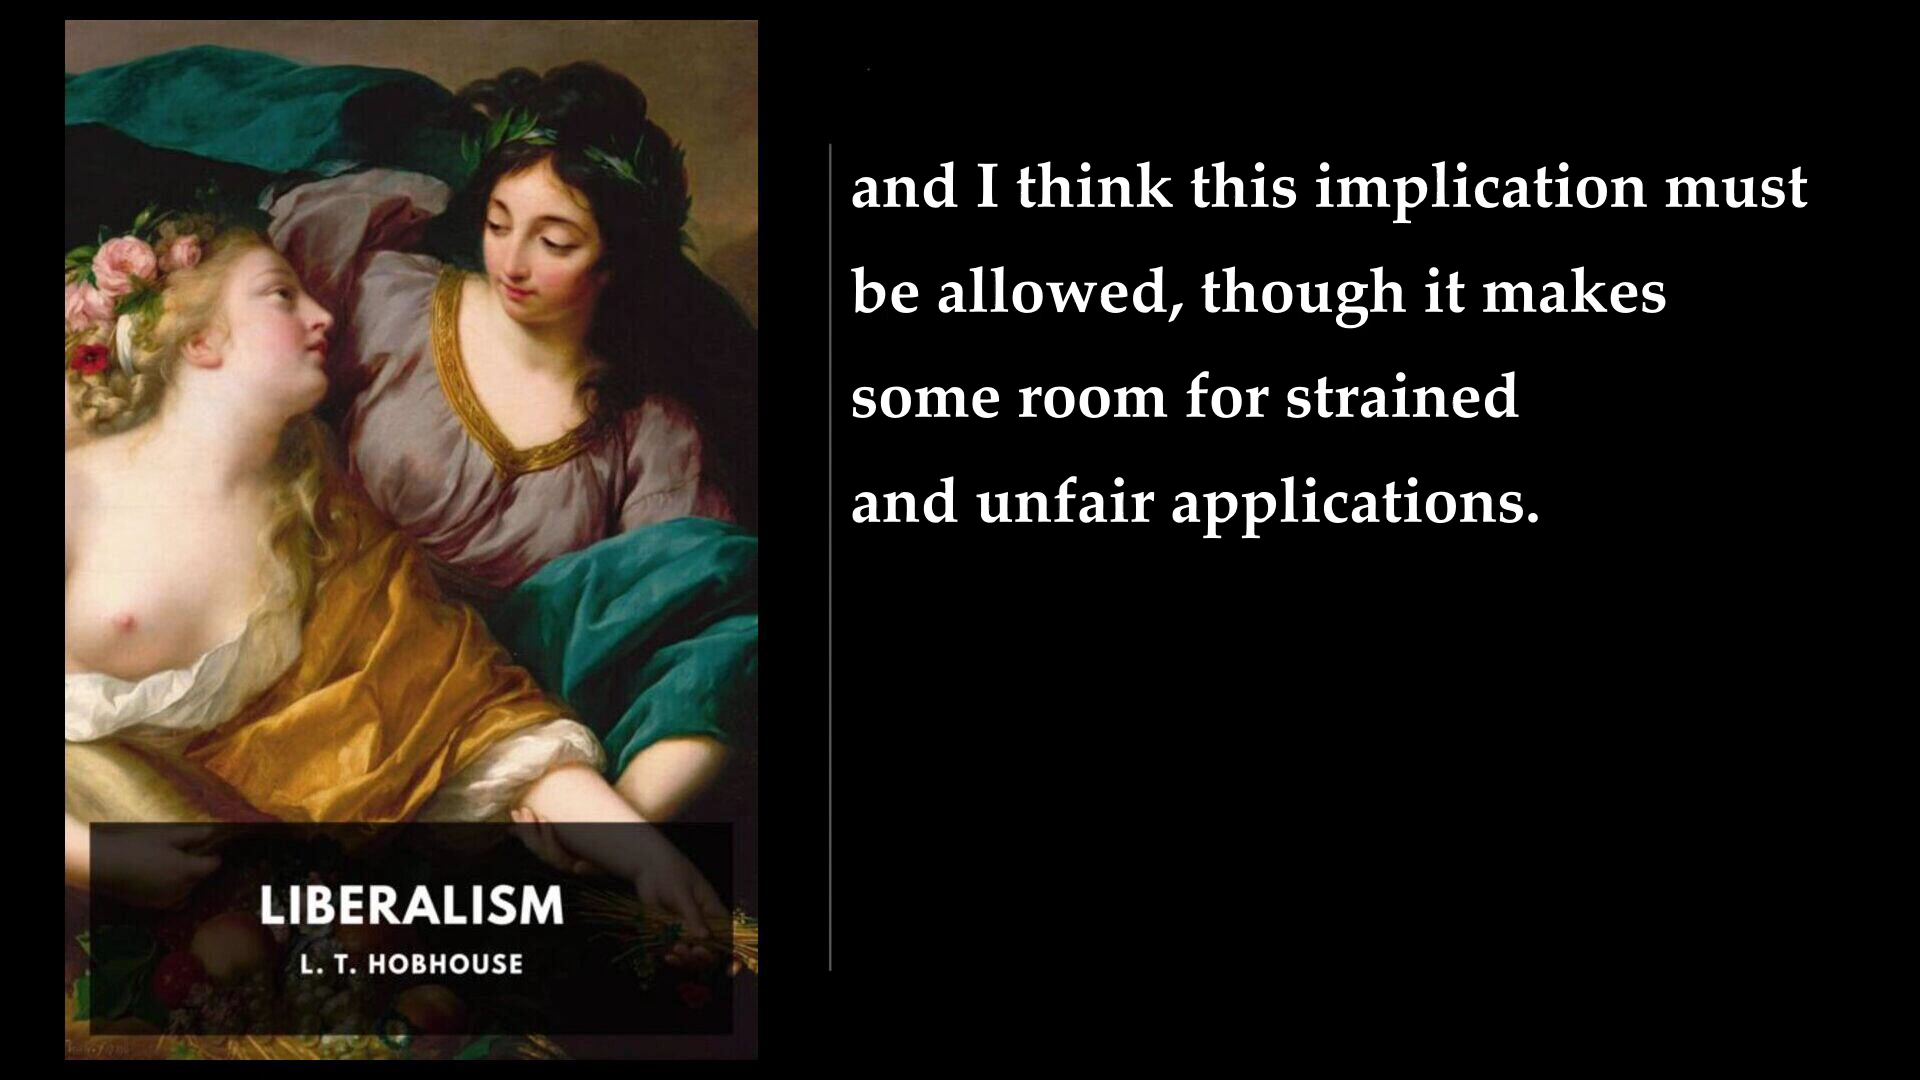 and I think this implication must
be allowed, though it makes
some room for strained
and unfair applications.
LIBERALISM
L. T. HOBHOUSE